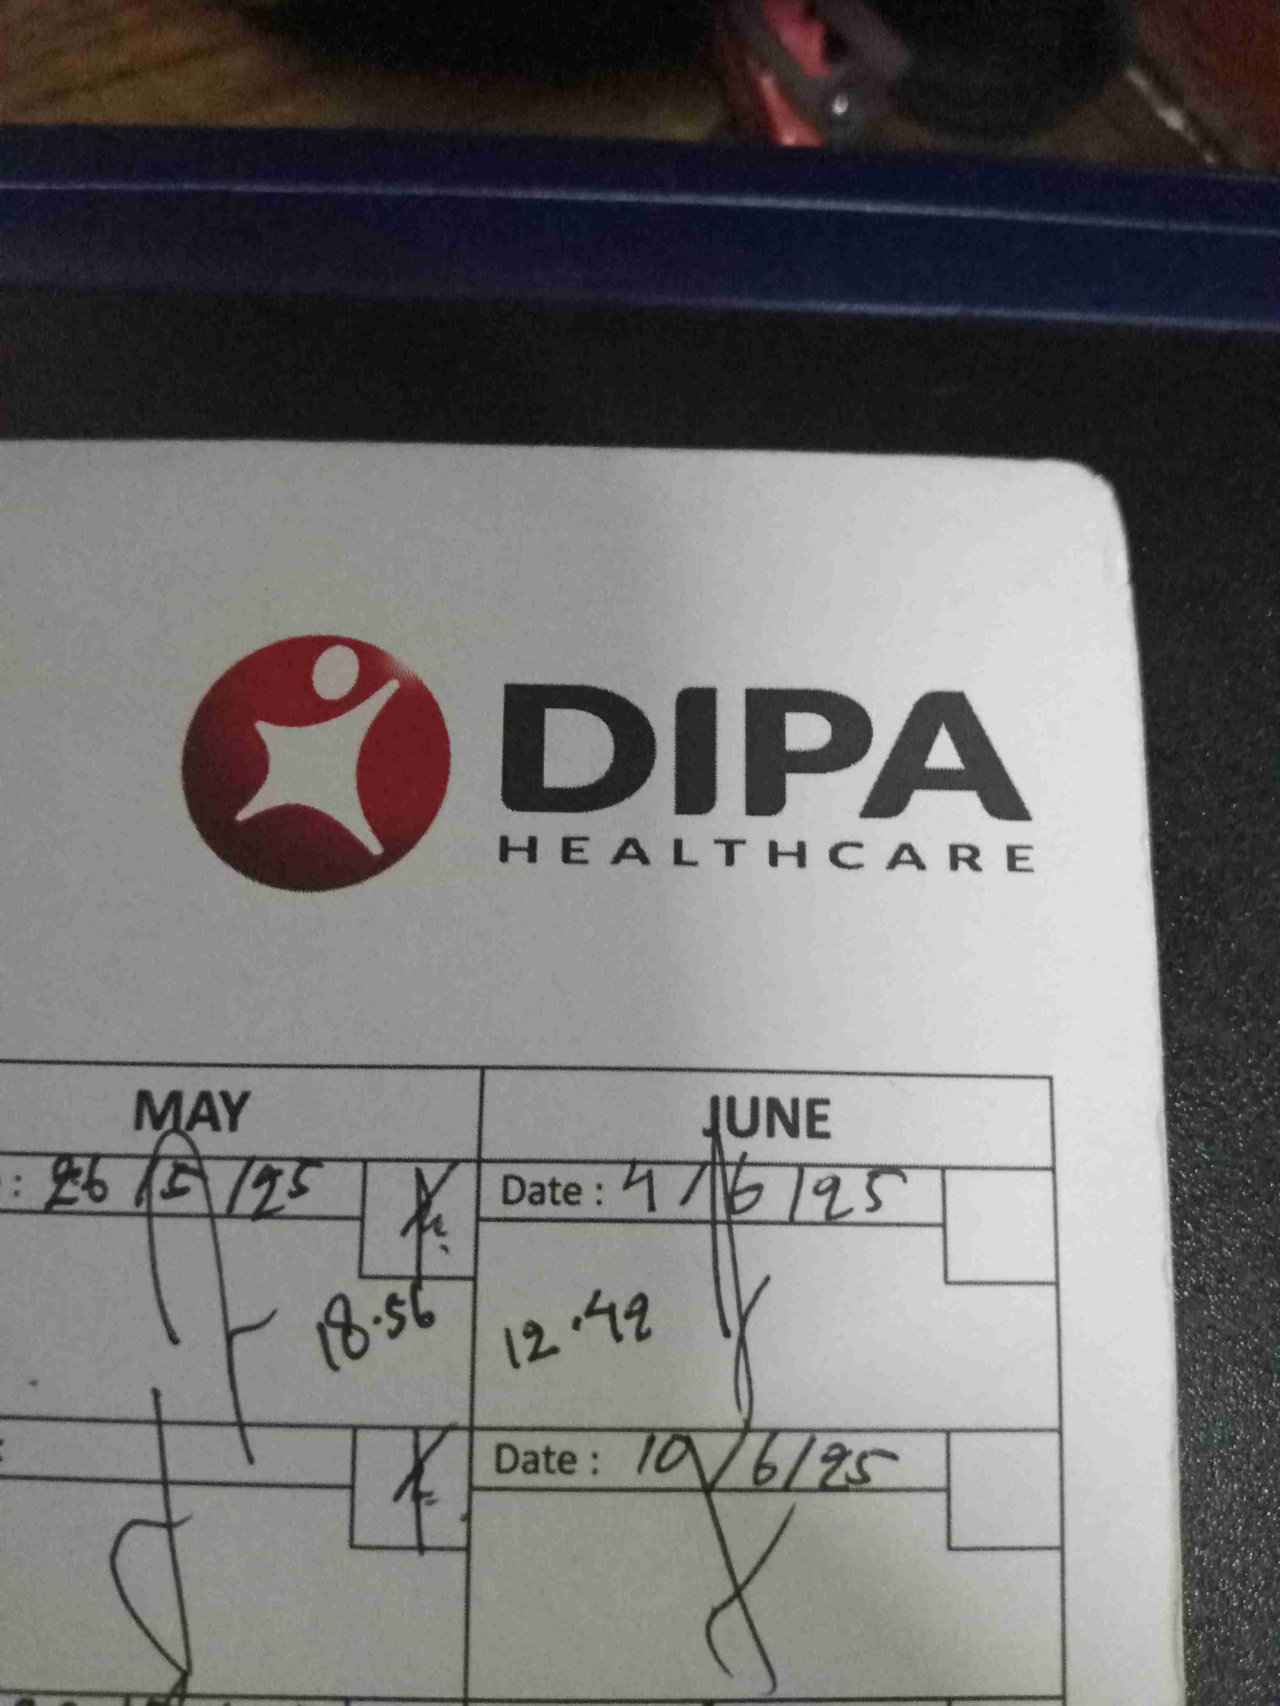 DIPA
HEALTHCARE
MAY JUNE
: 26/5/25 Date : 4/6/25
18.56 12.42
: Date : 10/6/25